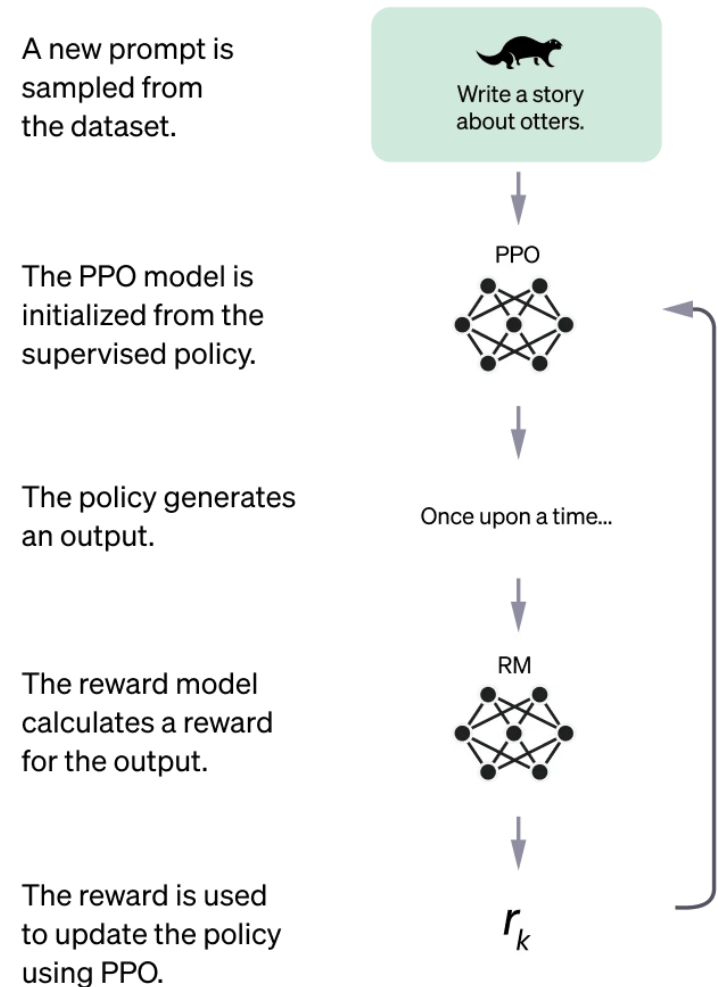 A new prompt is
sampled from
the dataset.
Write a story
about otters.
The PPO model is
initialized from the
supervised policy.
PPO
The policy generates
an output.
Once upon a time...
The reward model
calculates a reward
for the output.
RM
The reward is used
to update the policy
using PPO.
r_k